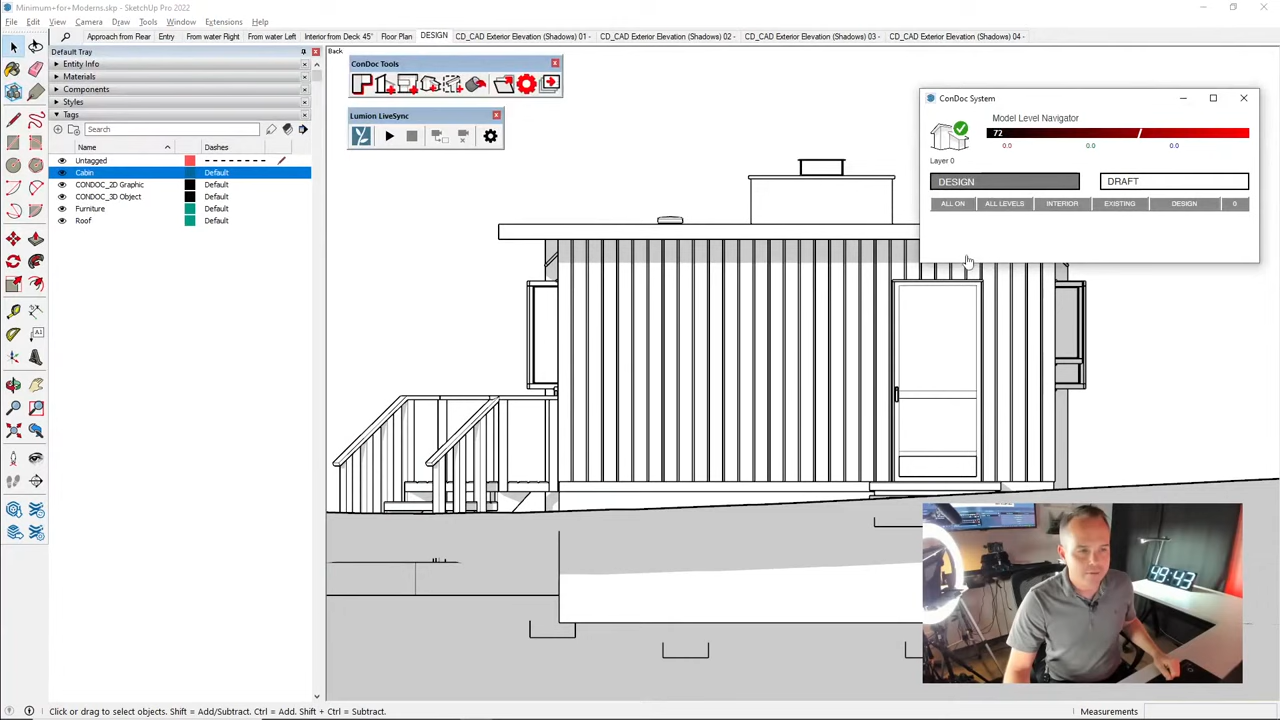 Minimum+for+Moderns.skp - SketchUp Pro 2022
File Edit View Camera Draw Tools Window Extensions Help
Approach from Rear Entry From water Right From water Left Interior from Deck 45° Floor Plan DESIGN CD_CAD Exterior Elevation (Shadows) 01 - CD_CAD Exterior Elevation (Shadows) 02 - CD_CAD Exterior Elevation (Shadows) 03 - CD_CAD Exterior Elevation (Shadows) 04 -
Default Tray
Entity Info
Materials
Components
Styles
Tags
Search
Name Dashes
Untagged
Cabin Default
CONDOC_2D Graphic Default
CONDOC_3D Object Default
Furniture Default
Roof Default
Back
ConDoc Tools
Lumion LiveSync
ConDoc System
Model Level Navigator
72
0.0 0.0 0.0
Layer 0
DESIGN DRAFT
ALL ON ALL LEVELS INTERIOR EXISTING DESIGN 0
49:43
Click or drag to select objects. Shift = Add/Subtract. Ctrl = Add. Shift + Ctrl = Subtract.
Measurements